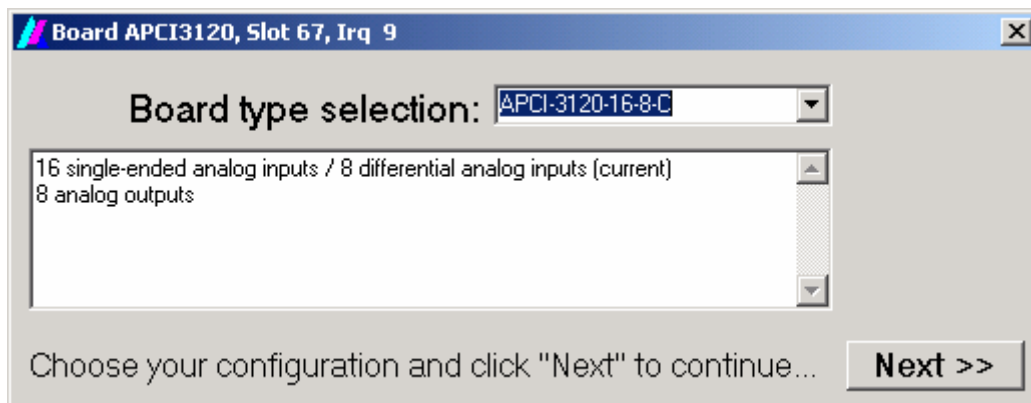 Board APCI3120, Slot 67, Irq  9
Board type selection: APCI-3120-16-8-C
16 single-ended analog inputs / 8 differential analog inputs (current)
8 analog outputs
Choose your configuration and click "Next" to continue... Next >>